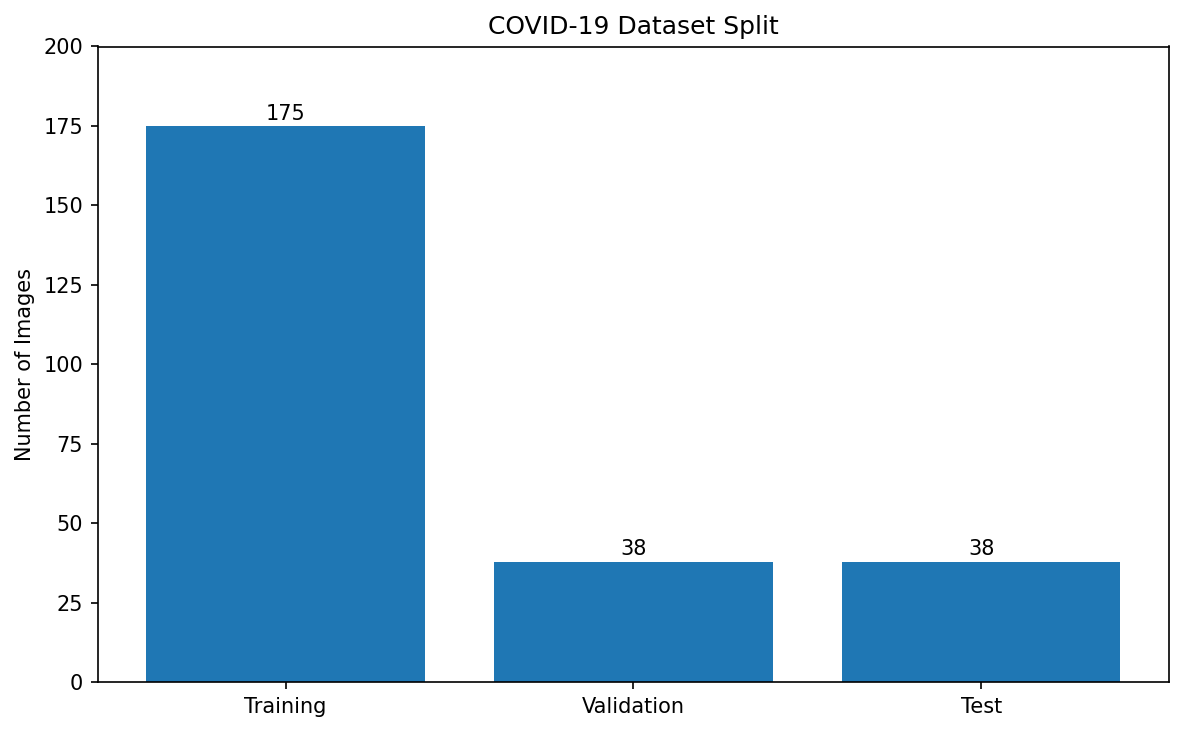 COVID-19 Dataset Split
Number of Images
200
175
150
125
100
75
50
25
0
175
38
38
Training
Validation
Test